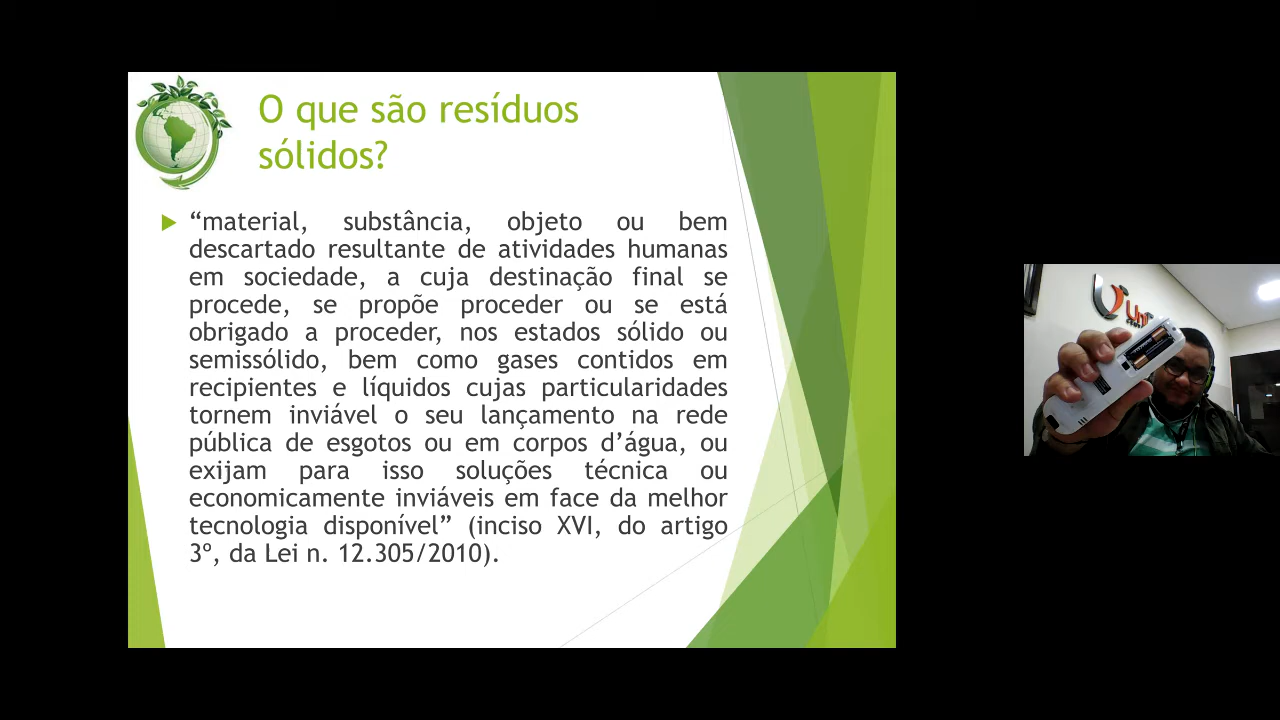 O que são resíduos
sólidos?
“material, substância, objeto ou bem
descartado resultante de atividades humanas
em sociedade, a cuja destinação final se
procede, se propõe proceder ou se está
obrigado a proceder, nos estados sólido ou
semissólido, bem como gases contidos em
recipientes e líquidos cujas particularidades
tornem inviável o seu lançamento na rede
pública de esgotos ou em corpos d’água, ou
exijam para isso soluções técnica ou
economicamente inviáveis em face da melhor
tecnologia disponível” (inciso XVI, do artigo
3º, da Lei n. 12.305/2010).